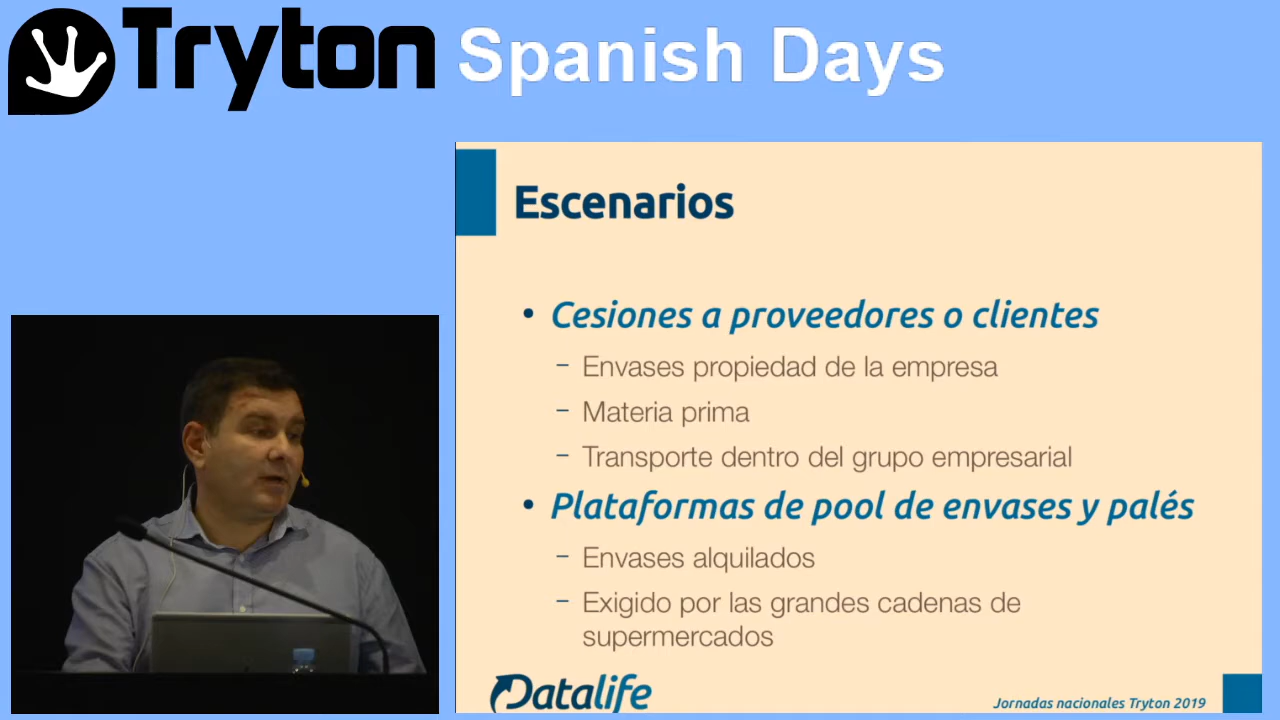 Tryton Spanish Days
Escenarios
• Cesiones a proveedores o clientes
– Envases propiedad de la empresa
– Materia prima
– Transporte dentro del grupo empresarial
• Plataformas de pool de envases y palés
– Envases alquilados
– Exigido por las grandes cadenas de
supermercados
Datalife
Jornadas nacionales Tryton 2019